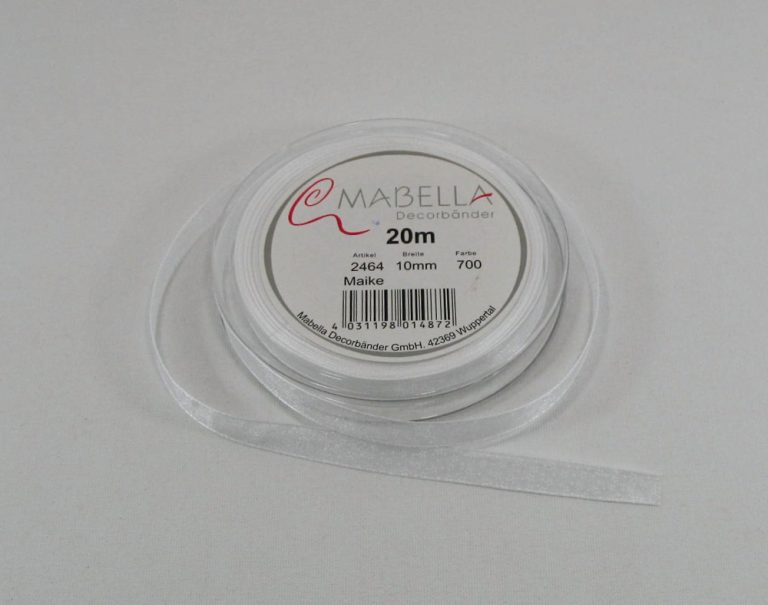 MABELLA
Decorbänder
20m
Artikel Breite Farbe
2464 10mm 700
Maike
4 031198 014872
Mabella Decorbänder GmbH. 42369 Wuppertal